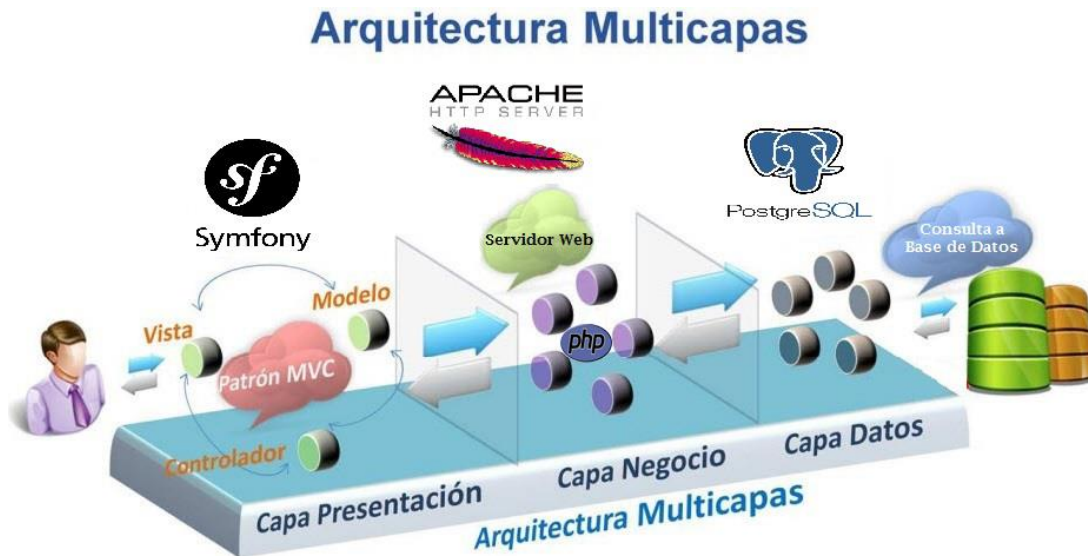 Arquitectura Multicapas
APACHE
HTTP SERVER
sf
Symfony
PostgreSQL
Servidor Web
Consulta a
Base de Datos
Modelo
Vista
php
Patrón MVC
Controlador
Capa Presentación
Capa Negocio
Capa Datos
Arquitectura Multicapas